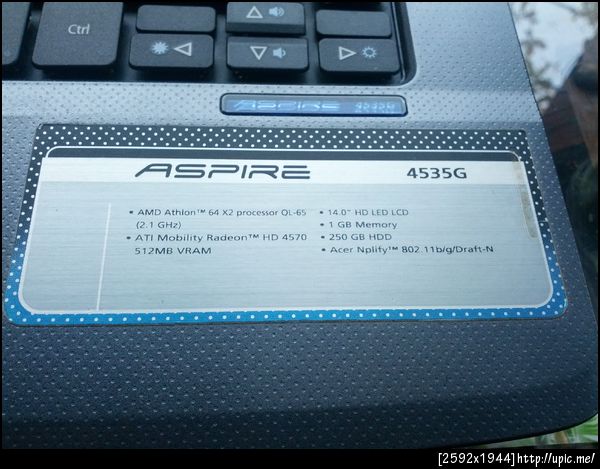 Ctrl
ASPIRE 4535G
ASPIRE 4535G
• AMD Athlon™ 64 X2 processor QL-65
(2.1 GHz)
• ATI Mobility Radeon™ HD 4570
512MB VRAM
• 14.0" HD LED LCD
• 1 GB Memory
• 250 GB HDD
• Acer Nplify™ 802.11b/g/Draft-N
[2592x1944]http://upic.me/